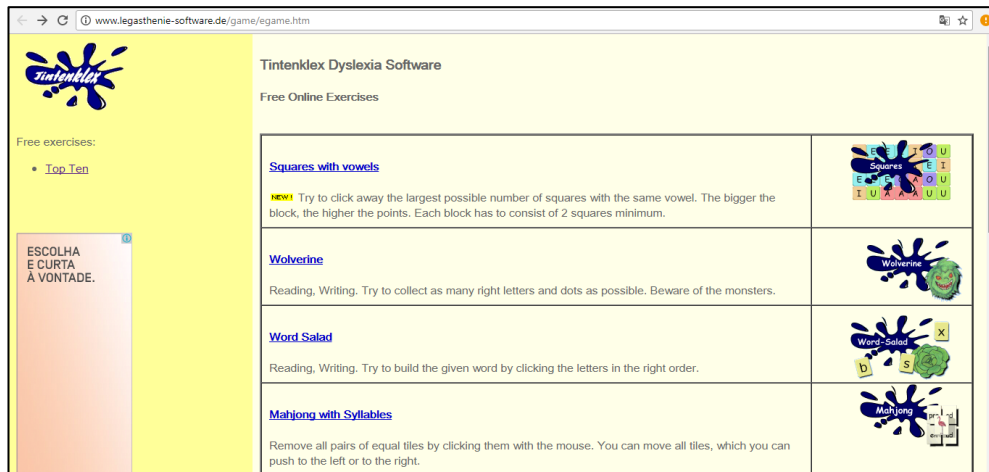 www.legasthenie-software.de/game/egame.htm
Tintenklex
Free exercises:
Top Ten
ESCOLHA
E CURTA
À VONTADE.
Tintenklex Dyslexia Software
Free Online Exercises
Squares with vowels
NEW! Try to click away the largest possible number of squares with the same vowel. The bigger the
block, the higher the points. Each block has to consist of 2 squares minimum.
Squares
Wolverine
Reading, Writing. Try to collect as many right letters and dots as possible. Beware of the monsters.
Wolverine
Word Salad
Reading, Writing. Try to build the given word by clicking the letters in the right order.
Word-Salad
x
b
s
Mahjong with Syllables
Remove all pairs of equal tiles by clicking them with the mouse. You can move all tiles, which you can
push to the left or to the right.
Mahjong